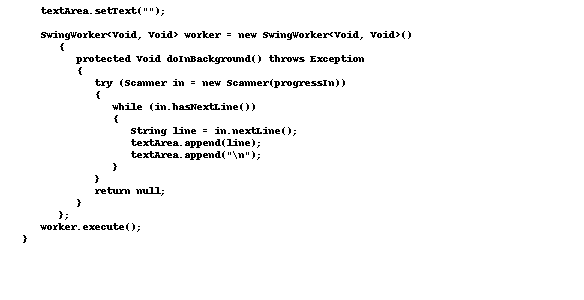 textArea.setText("");
SwingWorker<Void, Void> worker = new SwingWorker<Void, Void>()
{
protected Void doInBackground() throws Exception
{
try (Scanner in = new Scanner(progressIn))
{
while (in.hasNextLine())
{
String line = in.nextLine();
textArea.append(line);
textArea.append("\n");
}
}
return null;
}
};
worker.execute();
}